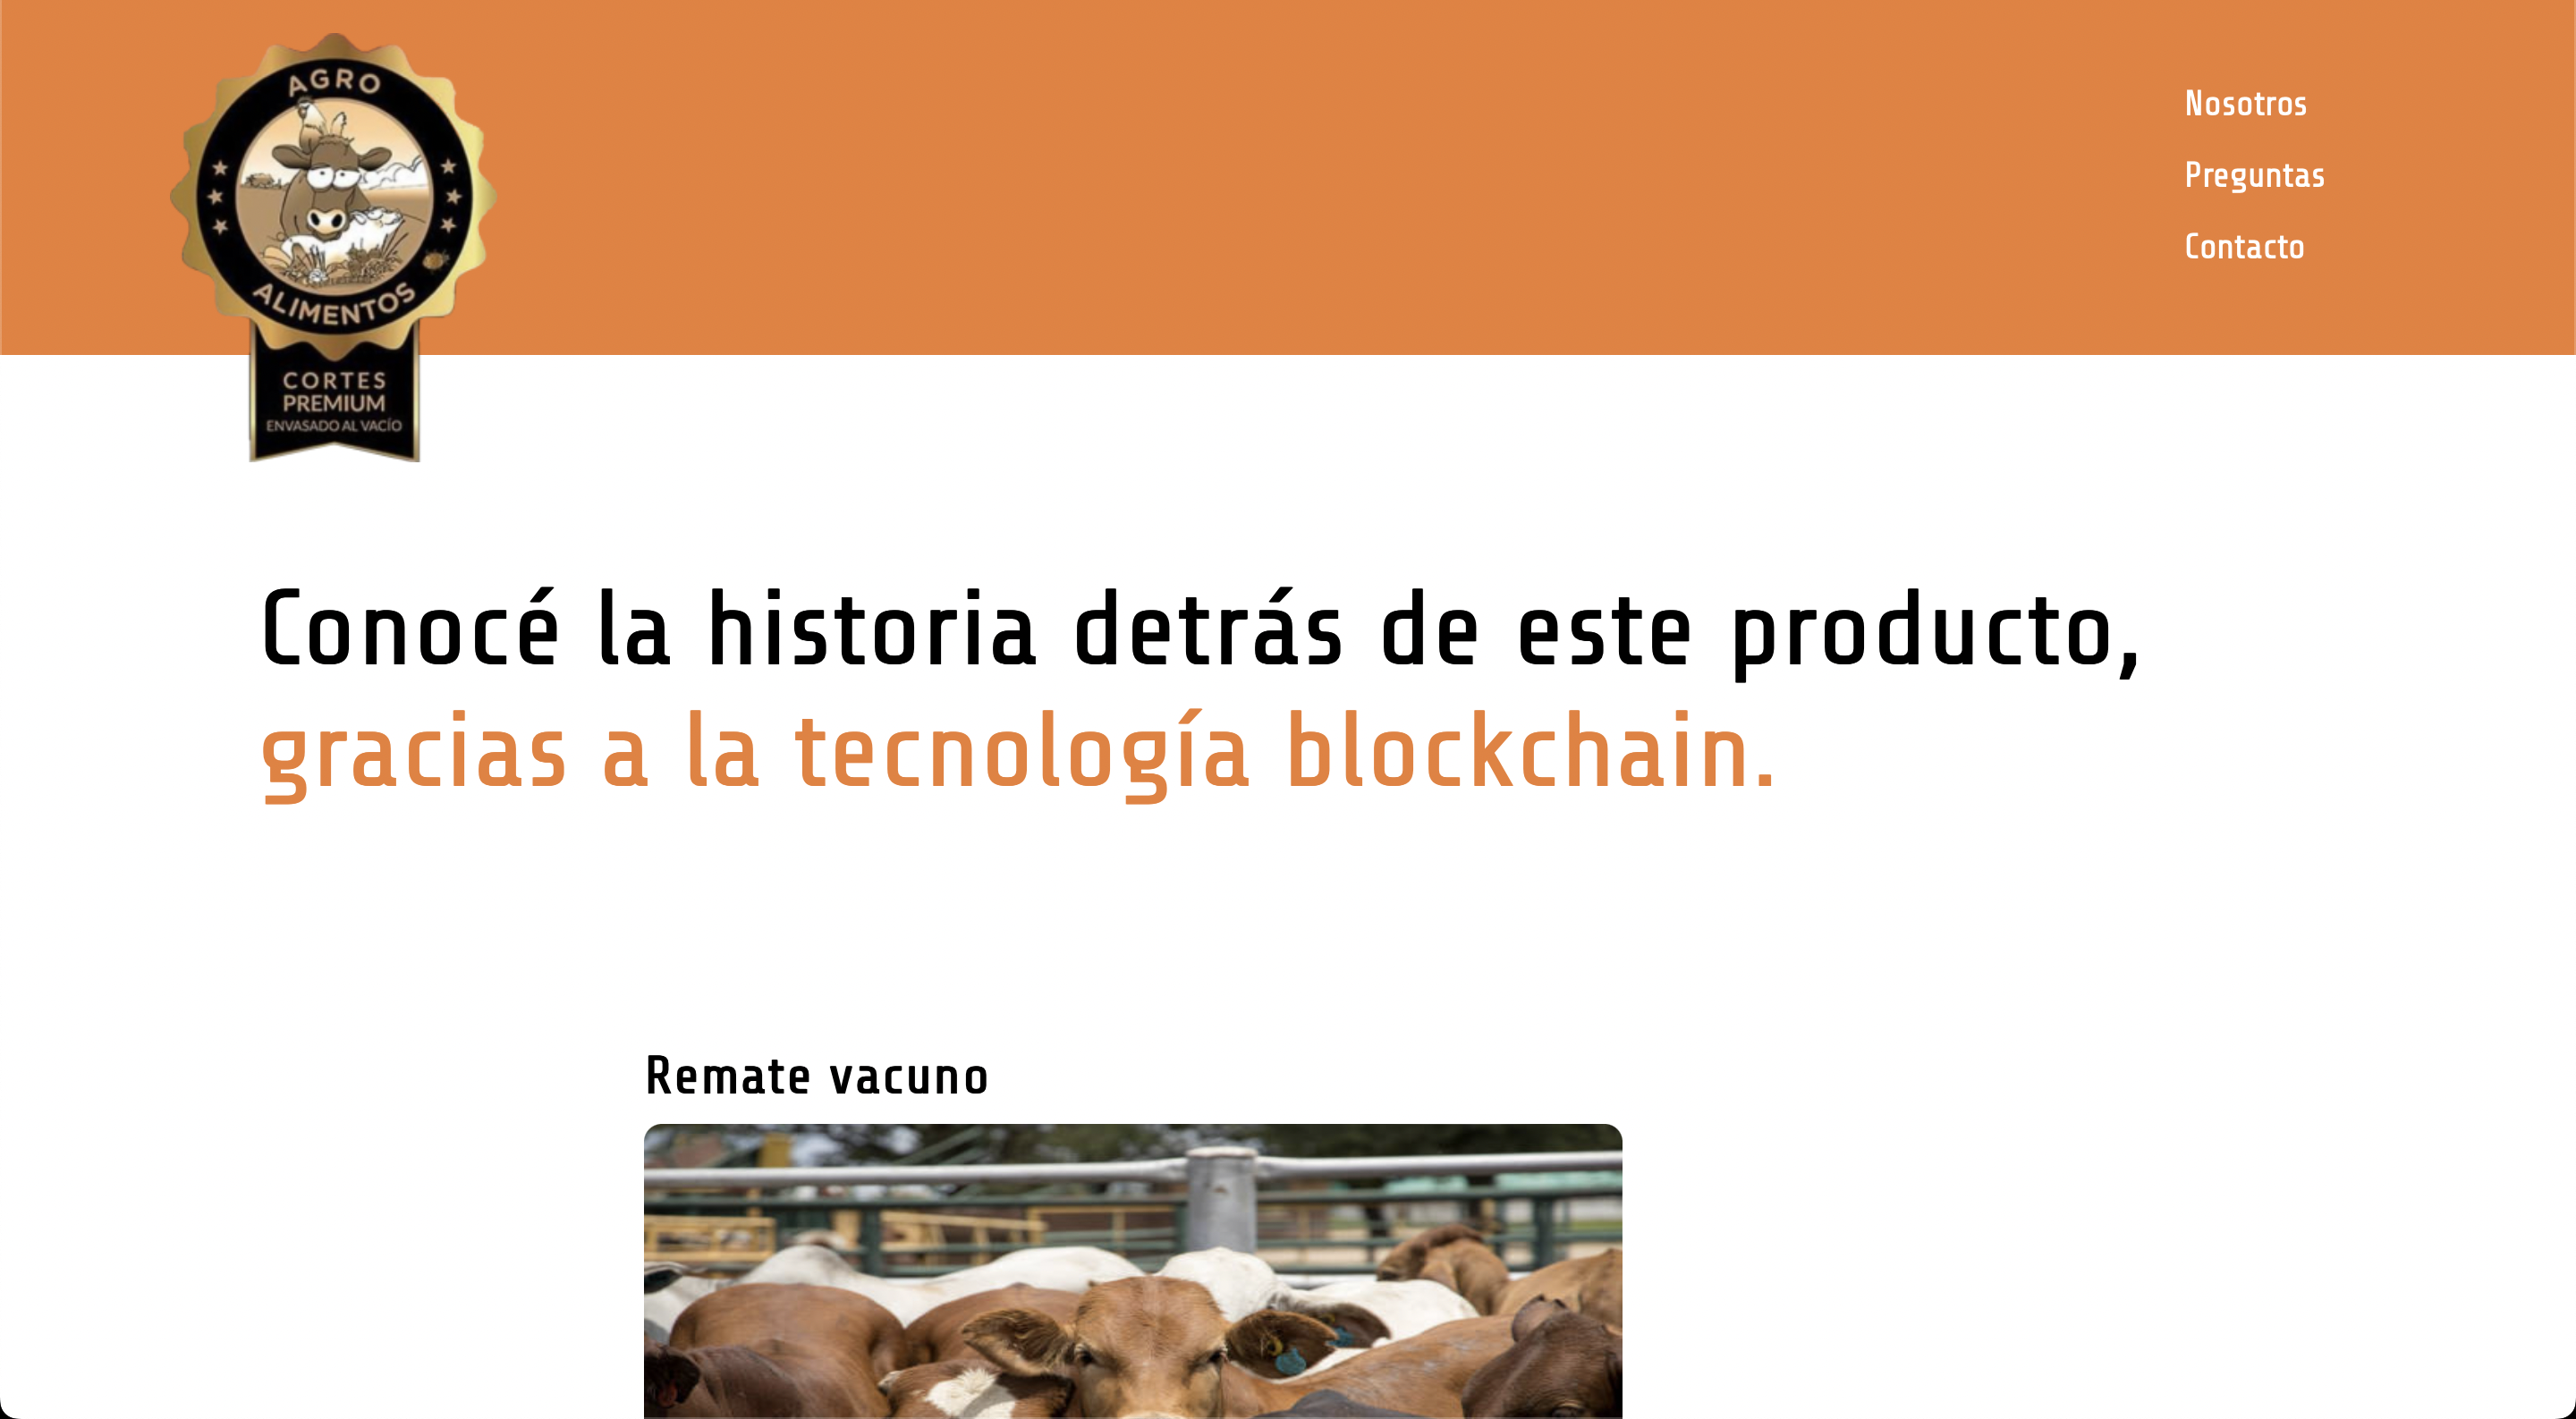 AGRO
ALIMENTOS
CORTES
PREMIUM
ENVASADO AL VACÍO
Nosotros
Preguntas
Contacto
Conocé la historia detrás de este producto,
gracias a la tecnología blockchain.
Remate vacuno